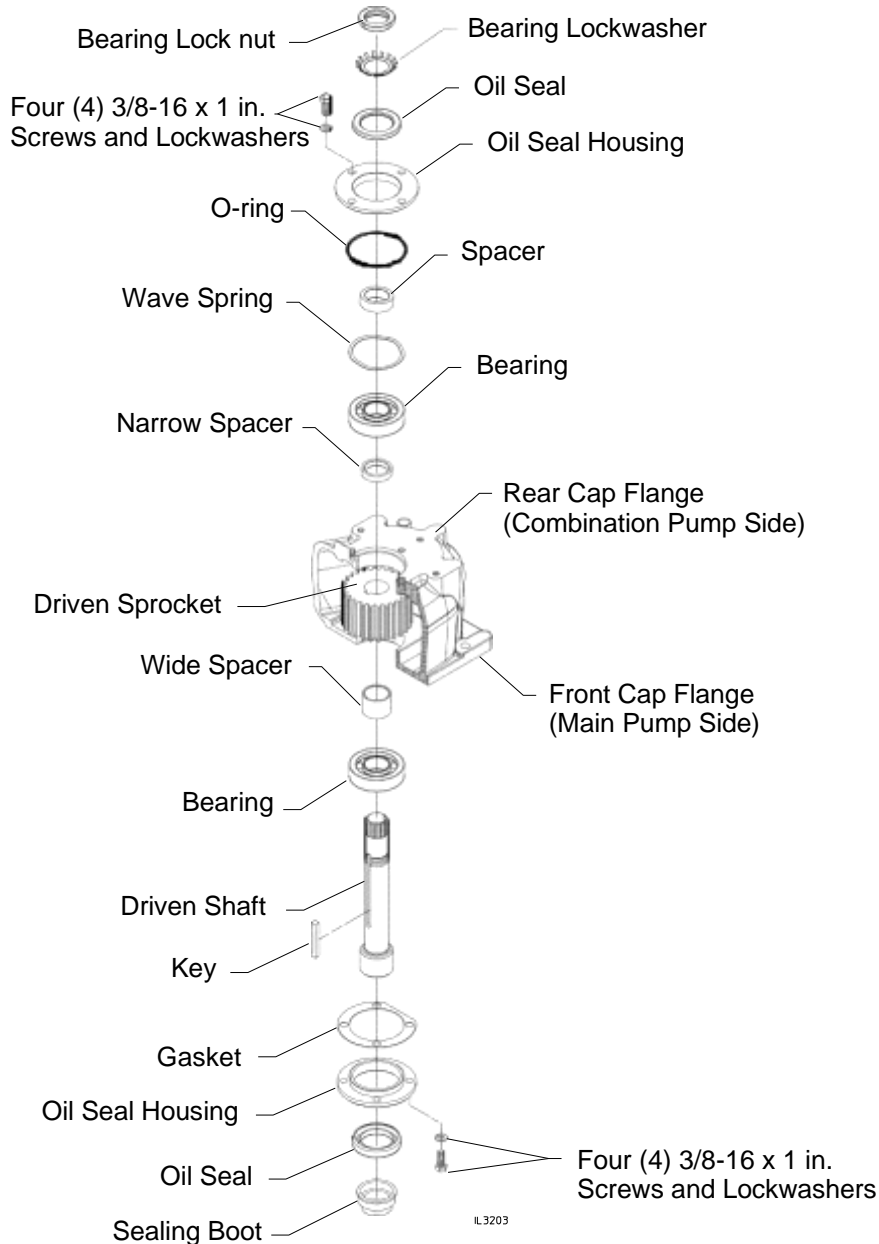 Bearing Lock nut
Bearing Lockwasher
Four (4) 3/8-16 x 1 in.
Screws and Lockwashers
Oil Seal
Oil Seal Housing
O-ring
Spacer
Wave Spring
Bearing
Narrow Spacer
Rear Cap Flange
(Combination Pump Side)
Driven Sprocket
Wide Spacer
Front Cap Flange
(Main Pump Side)
Bearing
Driven Shaft
Key
Gasket
Oil Seal Housing
Oil Seal
Four (4) 3/8-16 x 1 in.
Screws and Lockwashers
Sealing Boot
IL3203